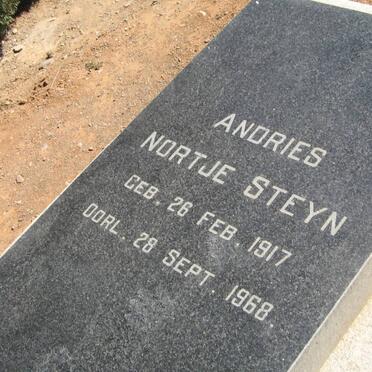 ANDRIES
NORTJE STEYN
GEB. 26 FEB. 1917
OORL. 28 SEPT. 1968.